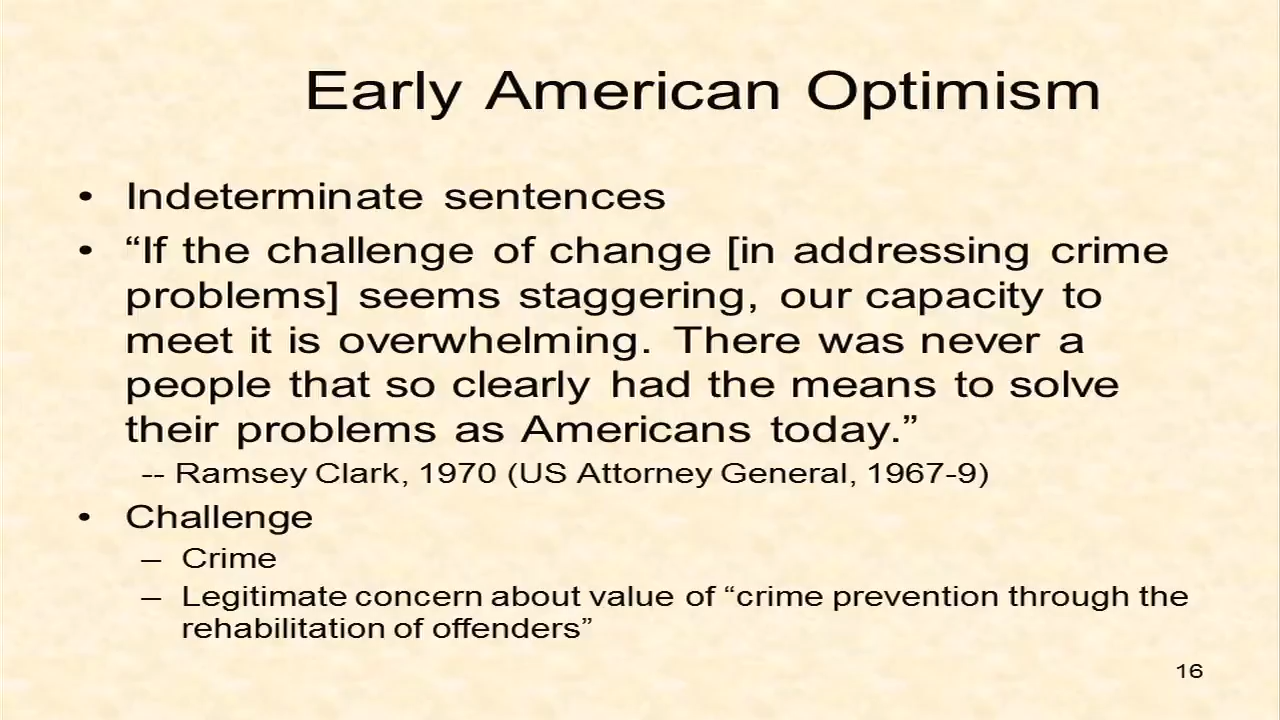 Early American Optimism
• Indeterminate sentences
• “If the challenge of change [in addressing crime
problems] seems staggering, our capacity to
meet it is overwhelming. There was never a
people that so clearly had the means to solve
their problems as Americans today.”
-- Ramsey Clark, 1970 (US Attorney General, 1967-9)
• Challenge
– Crime
– Legitimate concern about value of “crime prevention through the
rehabilitation of offenders”
16